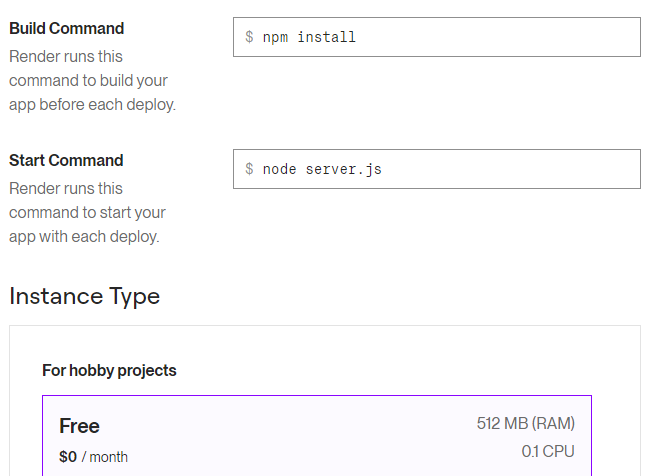 Build Command
$ npm install
Render runs this
command to build your
app before each deploy.
Start Command
$ node server.js
Render runs this
command to start your
app with each deploy.
Instance Type
For hobby projects
Free
512 MB (RAM)
$0 / month
0.1 CPU